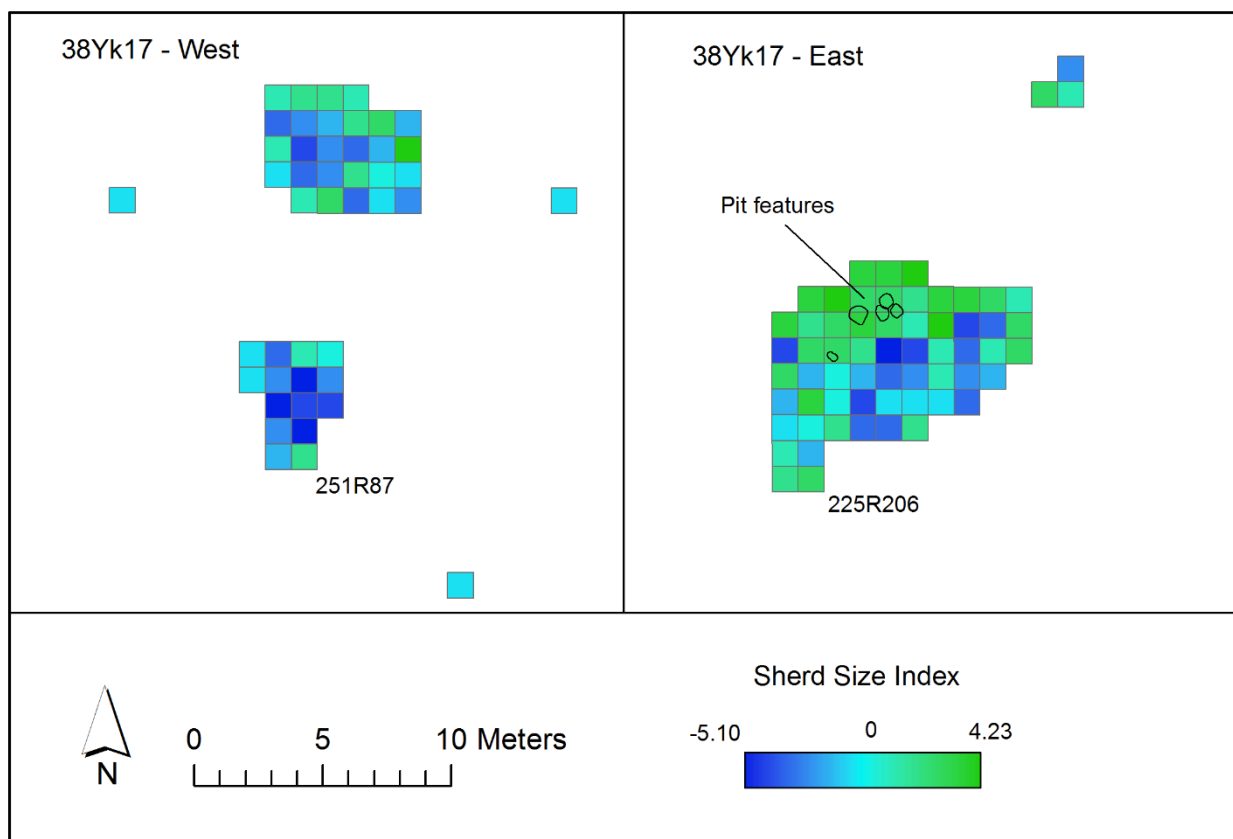 38Yk17 - West
38Yk17 - East
Pit features
251R87
225R206
Sherd Size Index
-5.10 0 4.23
0 5 10 Meters
N